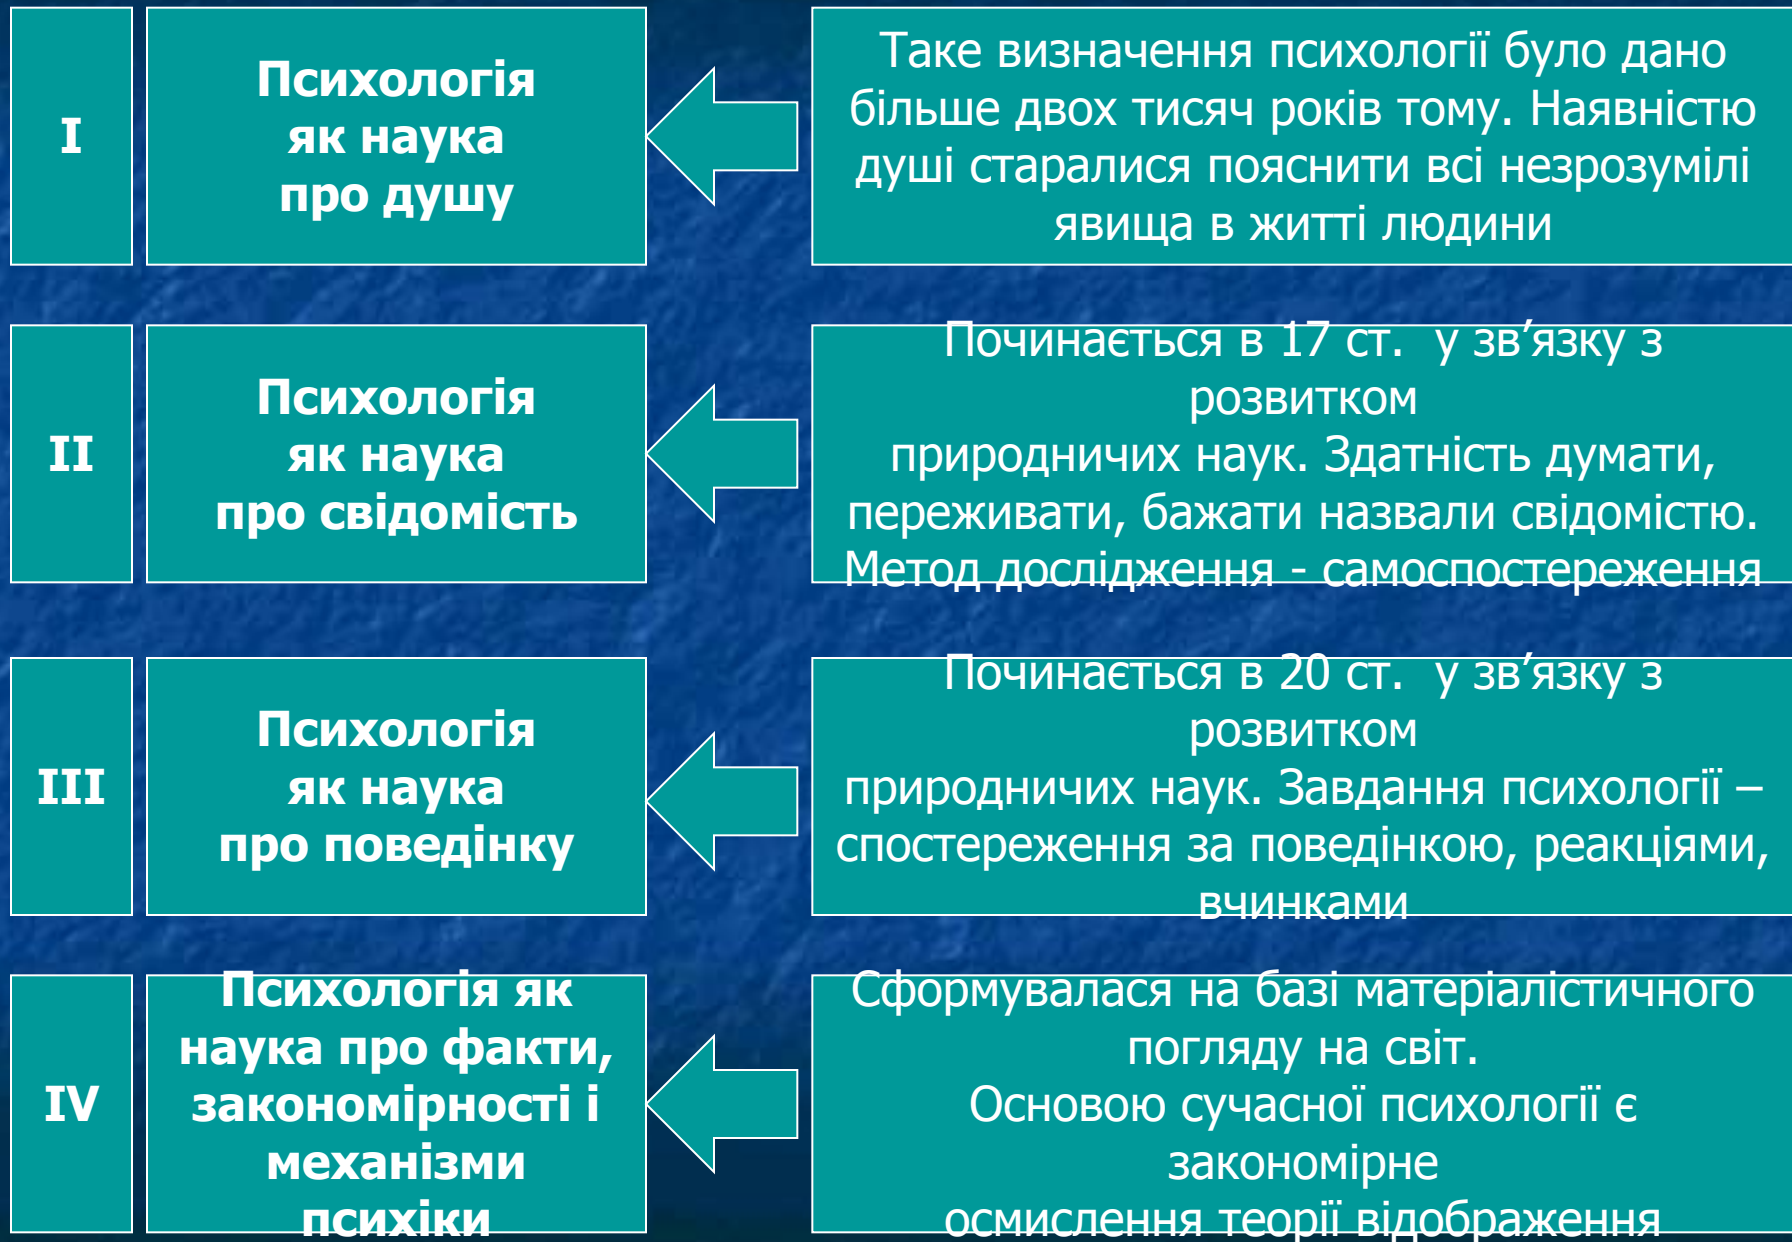 I
Психологія
як наука
про душу
Таке визначення психології було дано
більше двох тисяч років тому. Наявністю
душі старалися пояснити всі незрозумілі
явища в житті людини
II
Психологія
як наука
про свідомість
Починається в 17 ст.  у зв’язку з
розвитком
природничих наук. Здатність думати,
переживати, бажати назвали свідомістю.
Метод дослідження - самоспостереження
III
Психологія
як наука
про поведінку
Починається в 20 ст.  у зв’язку з
розвитком
природничих наук. Завдання психології –
спостереження за поведінкою, реакціями,
вчинками
IV
Психологія як
наука про факти,
закономірності і
механізми
психіки
Сформувалася на базі матеріалістичного
погляду на світ.
Основою сучасної психології є
закономірне
осмислення теорії відображення